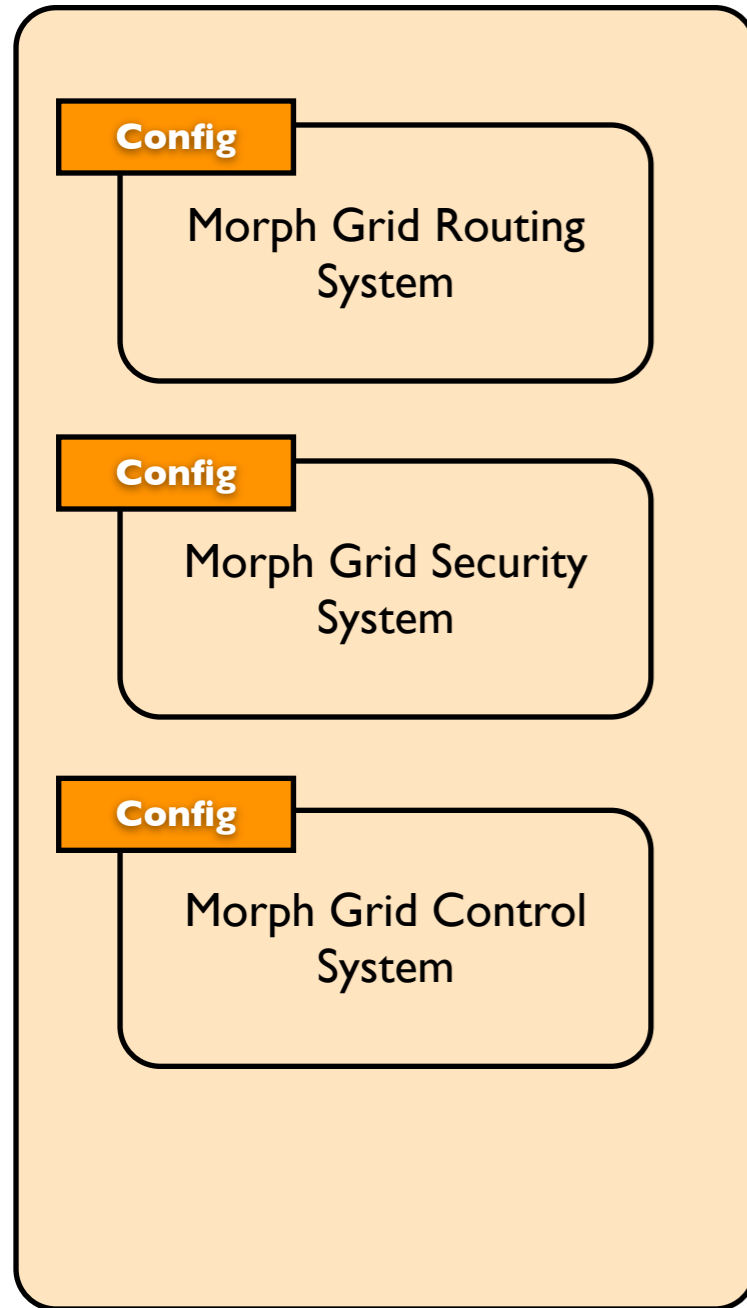 Config
Morph Grid Routing
System
Config
Morph Grid Security
System
Config
Morph Grid Control
System